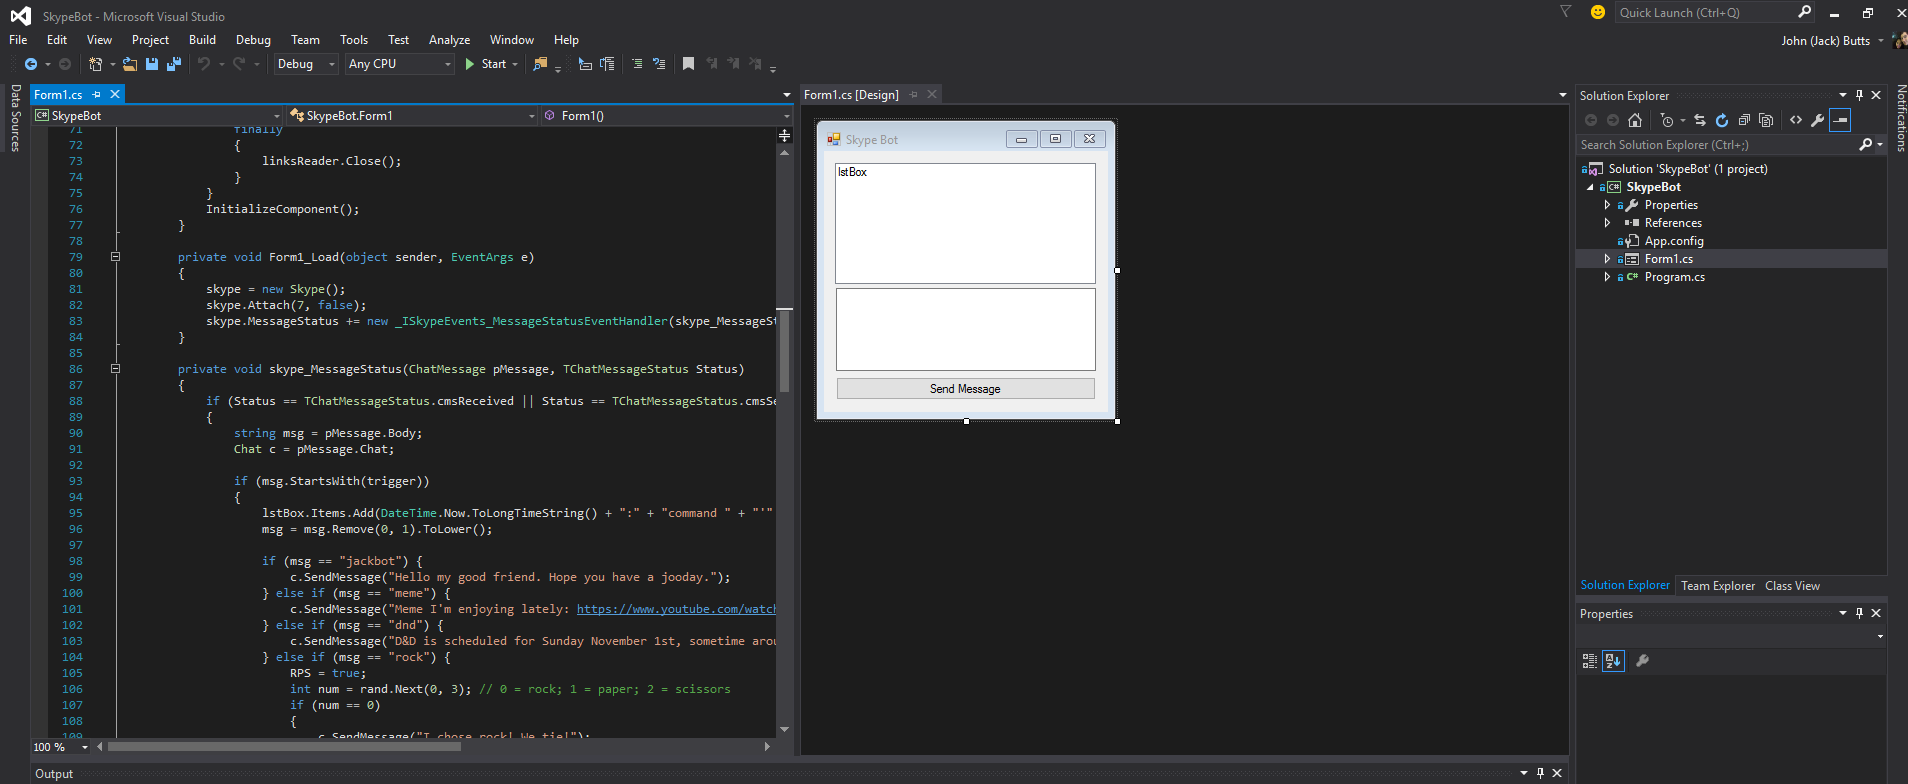 SkypeBot - Microsoft Visual Studio
Quick Launch (Ctrl+Q)
File Edit View Project Build Debug Team Tools Test Analyze Window Help
John (Jack) Butts
Debug Any CPU Start
Data Sources
Form1.cs
SkypeBot SkypeBot.Form1 Form1()
71 finally
72 {
73 linksReader.Close();
74 }
75 }
76 InitializeComponent();
77 }
78
79 private void Form1_Load(object sender, EventArgs e)
80 {
81 skype = new Skype();
82 skype.Attach(7, false);
83 skype.MessageStatus += new _ISkypeEvents_MessageStatusEventHandler(skype_MessageSt
84 }
85
86 private void skype_MessageStatus(ChatMessage pMessage, TChatMessageStatus Status)
87 {
88 if (Status == TChatMessageStatus.cmsReceived || Status == TChatMessageStatus.cmsSe
89 {
90 string msg = pMessage.Body;
91 Chat c = pMessage.Chat;
92
93 if (msg.StartsWith(trigger))
94 {
95 lstBox.Items.Add(DateTime.Now.ToLongTimeString() + ":" + "command " + "'"
96 msg = msg.Remove(0, 1).ToLower();
97
98 if (msg == "jackbot") {
99 c.SendMessage("Hello my good friend. Hope you have a jooday.");
100 } else if (msg == "meme") {
101 c.SendMessage("Meme I'm enjoying lately: https://www.youtube.com/watch
102 } else if (msg == "dnd") {
103 c.SendMessage("D&D is scheduled for Sunday November 1st, sometime arou
104 } else if (msg == "rock") {
105 RPS = true;
106 int num = rand.Next(0, 3); // 0 = rock; 1 = paper; 2 = scissors
107 if (num == 0)
108 {
109 c.SendMessage("I chose rock! We tie!");
100 %
Output
Form1.cs [Design]
Skype Bot
lstBox
Send Message
Solution Explorer
Search Solution Explorer (Ctrl+;)
Solution 'SkypeBot' (1 project)
SkypeBot
Properties
References
App.config
Form1.cs
Program.cs
Solution Explorer Team Explorer Class View
Properties
Notifications